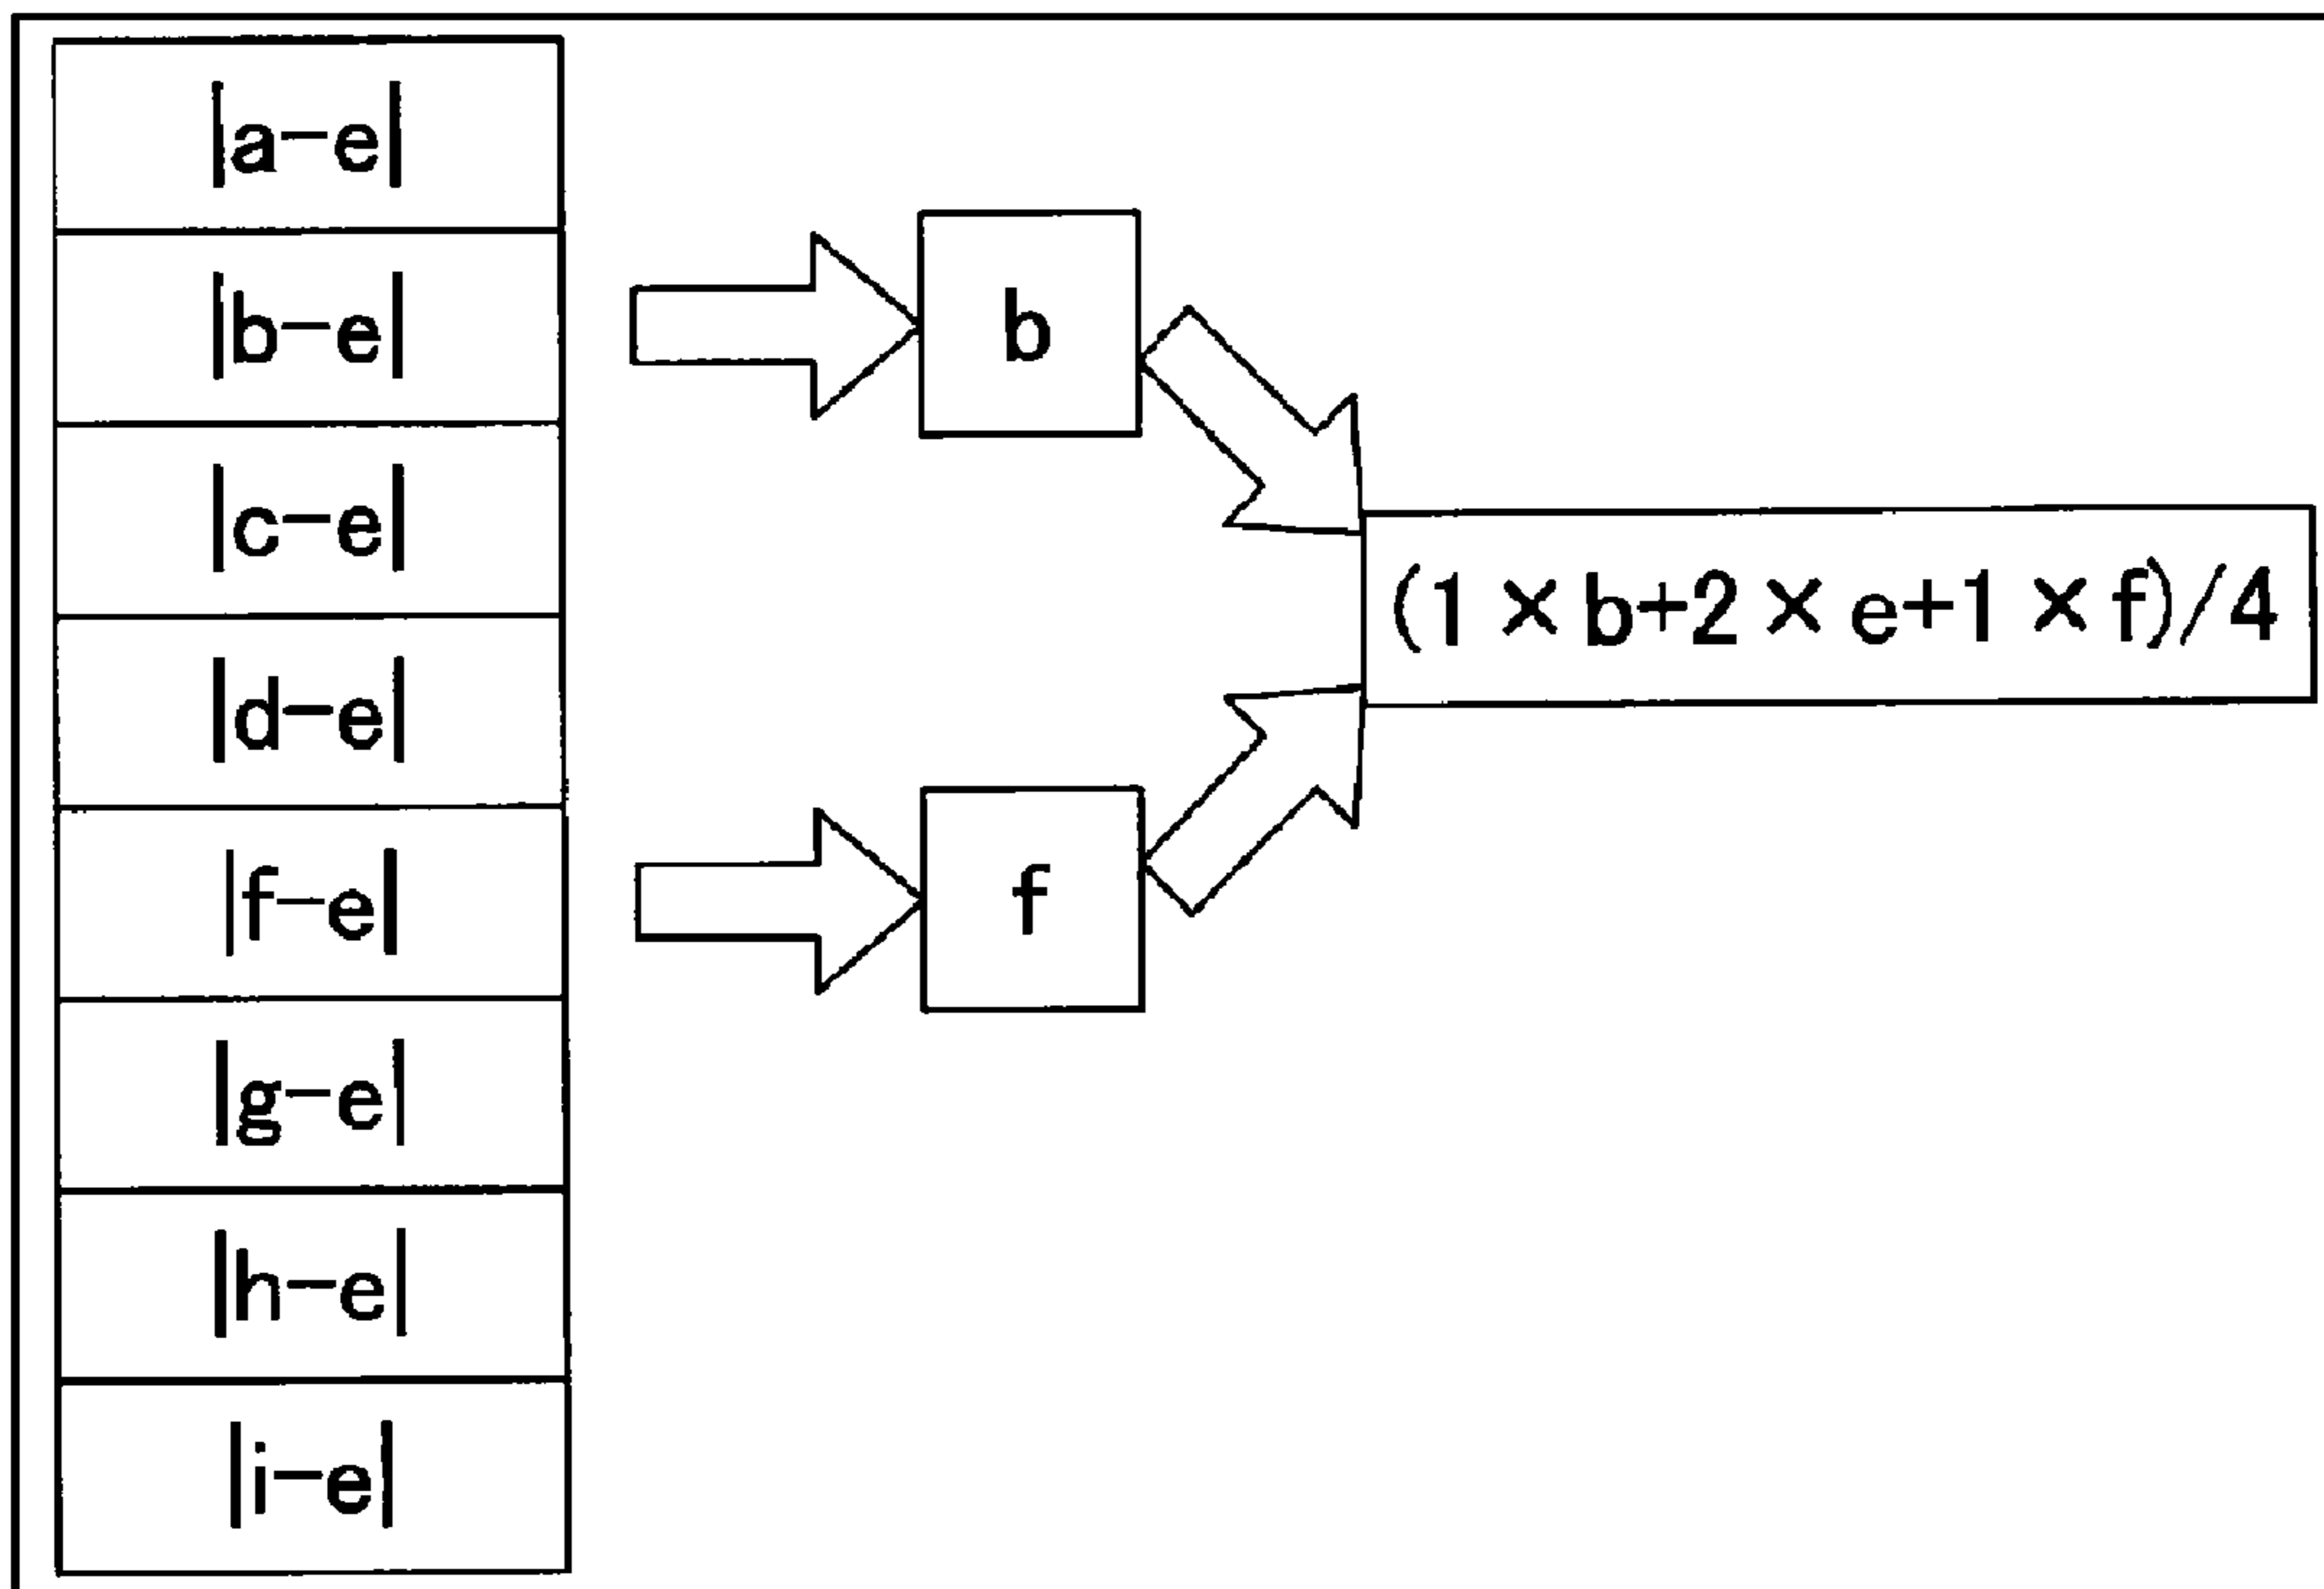 |a−e|
|b−e|
|c−e|
|d−e|
|f−e|
|g−e|
|h−e|
|i−e|
b
f
(1×b+2×e+1×f)/4